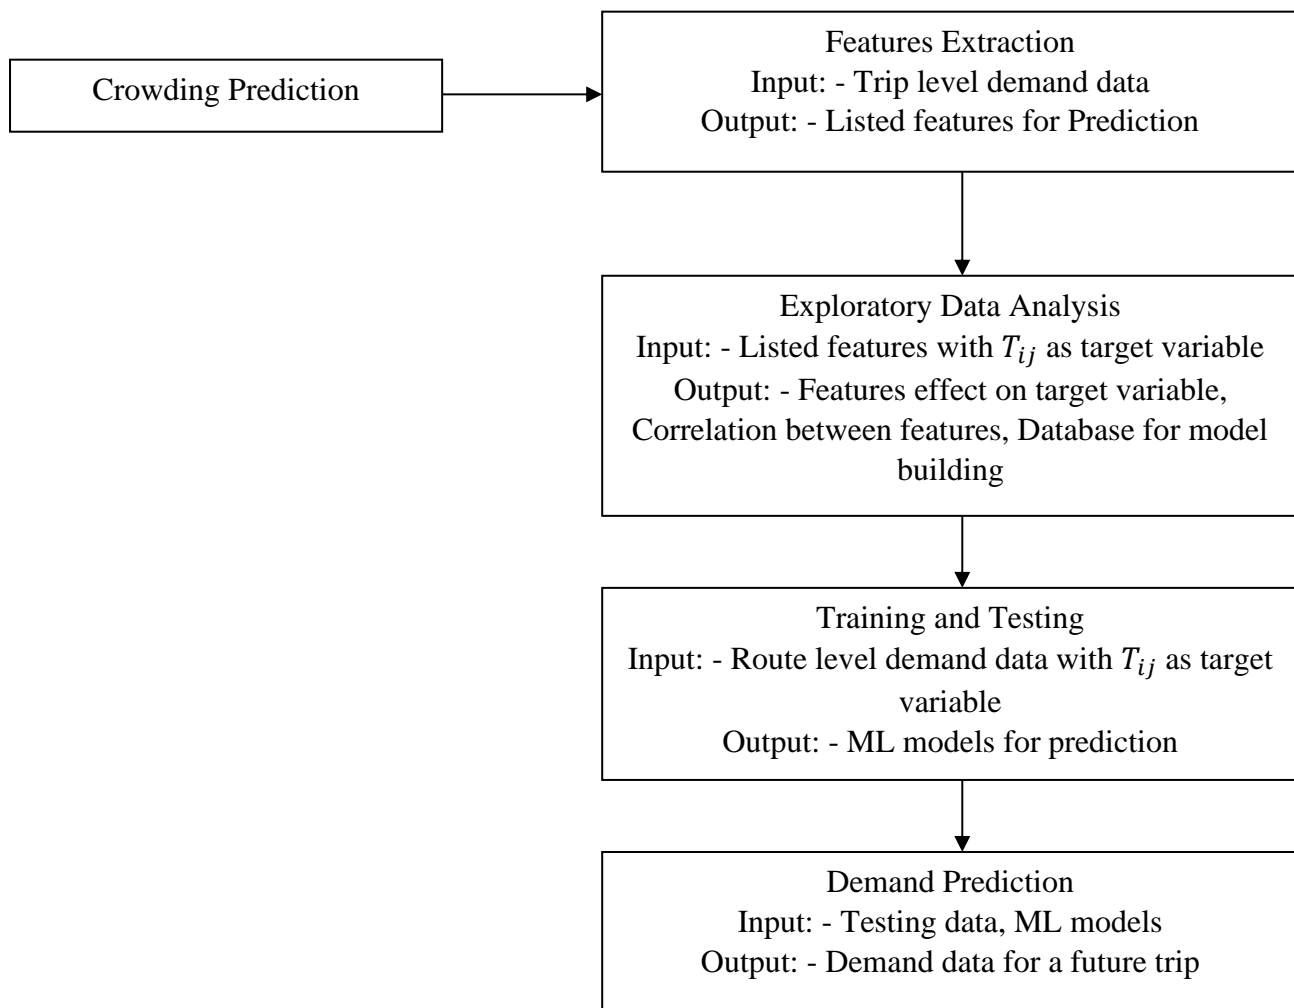 Crowding Prediction
Features Extraction
Input: - Trip level demand data
Output: - Listed features for Prediction
Exploratory Data Analysis
Input: - Listed features with 𝑇𝑖𝑗 as target variable
Output: - Features effect on target variable,
Correlation between features, Database for model
building
Training and Testing
Input: - Route level demand data with 𝑇𝑖𝑗 as target
variable
Output: - ML models for prediction
Demand Prediction
Input: - Testing data, ML models
Output: - Demand data for a future trip